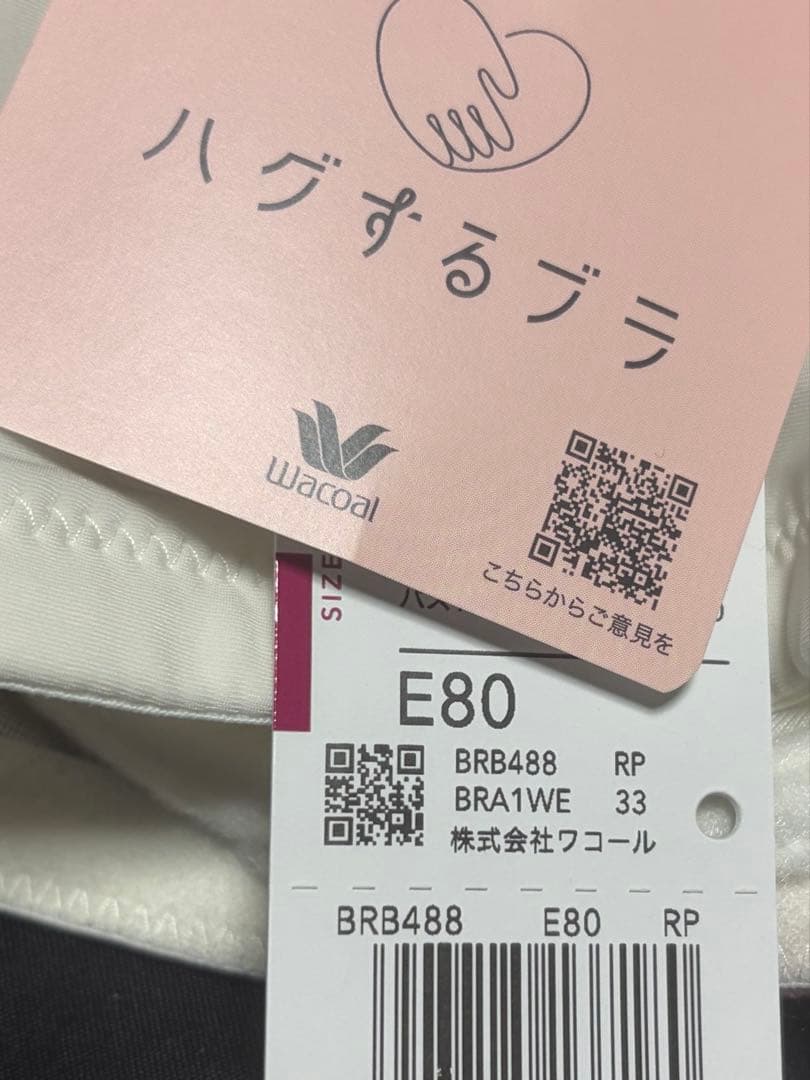 ハグするブラ
Wacoal
こちらからご意見を
SIZE
E80
BRB488 RP
BRA1WE 33
株式会社ワコール
BRB488 E80 RP